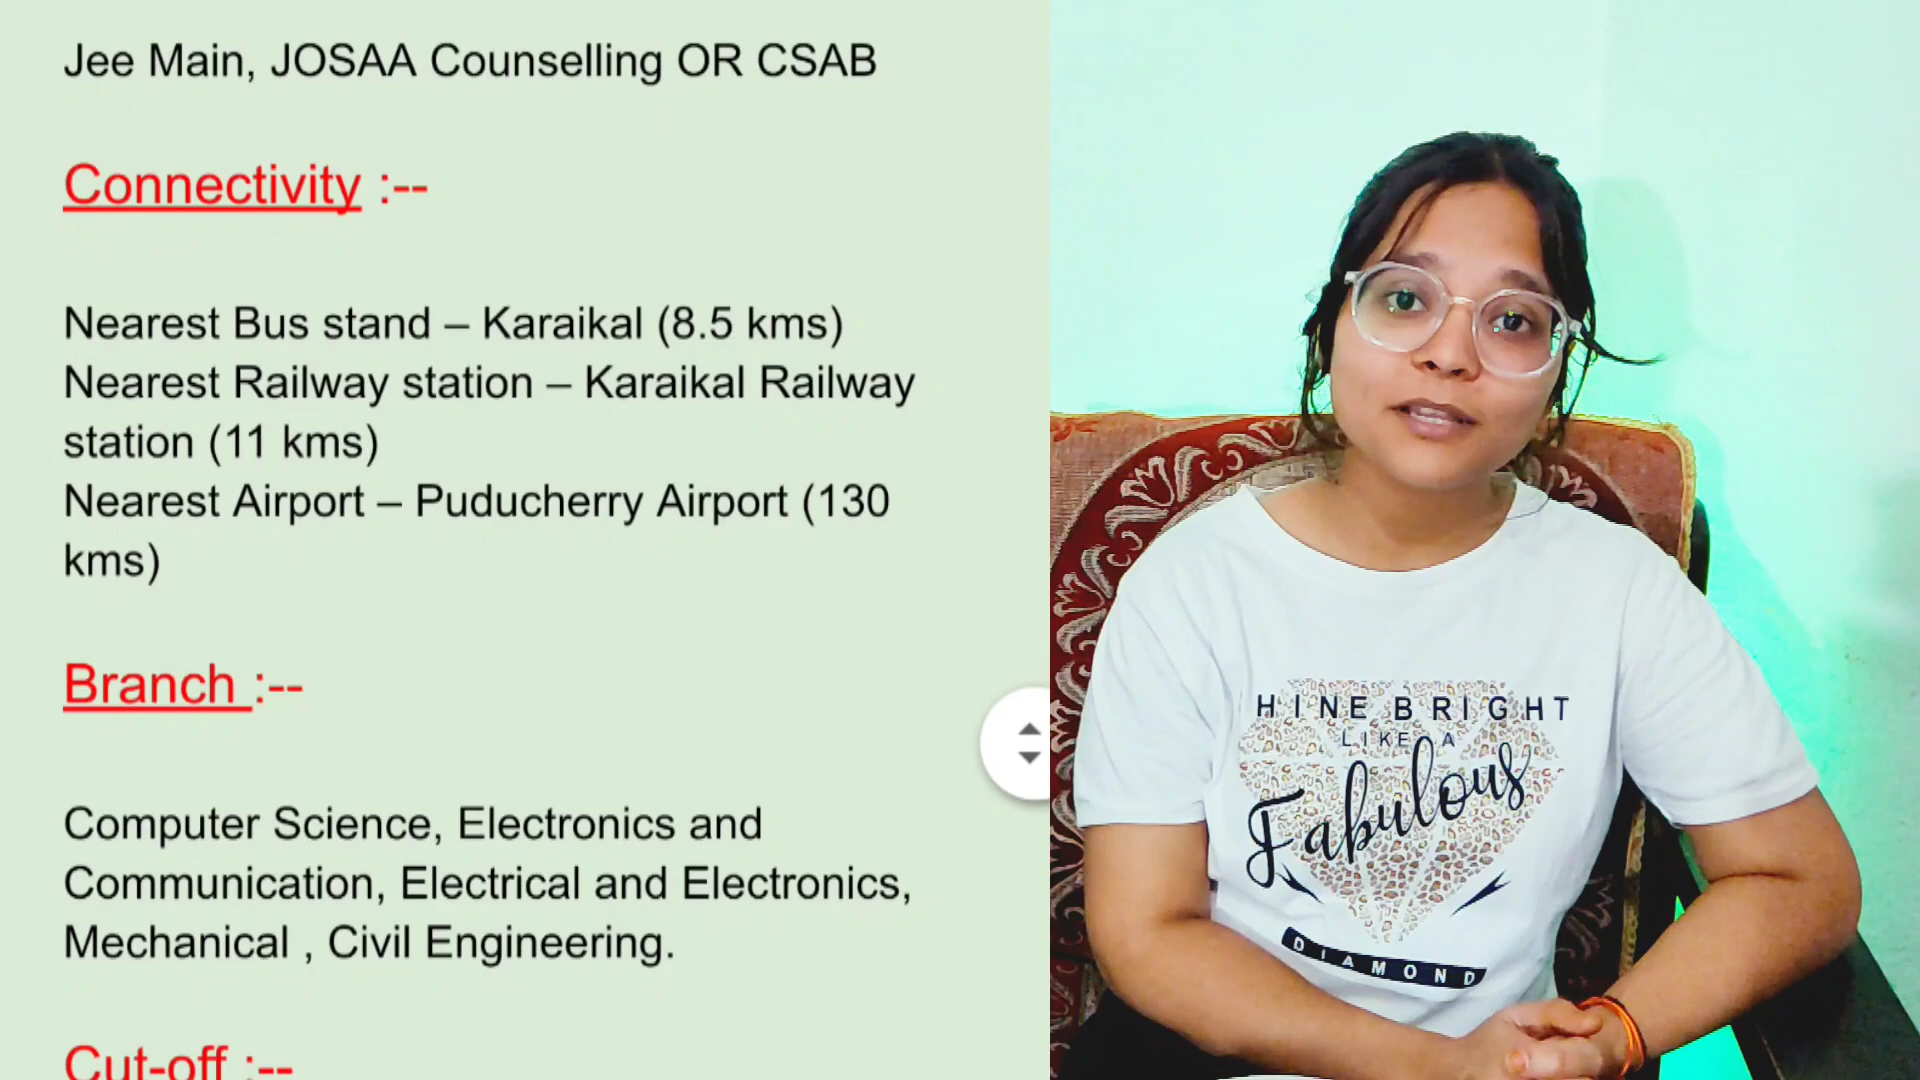 Jee Main, JOSAA Counselling OR CSAB
Connectivity :--
Nearest Bus stand – Karaikal (8.5 kms)
Nearest Railway station – Karaikal Railway
station (11 kms)
Nearest Airport – Puducherry Airport (130
kms)
Branch :--
Computer Science, Electronics and
Communication, Electrical and Electronics,
Mechanical , Civil Engineering.
Cut-off :--
HINE BRIGHT
LIKE A
Fabulous
DIAMOND